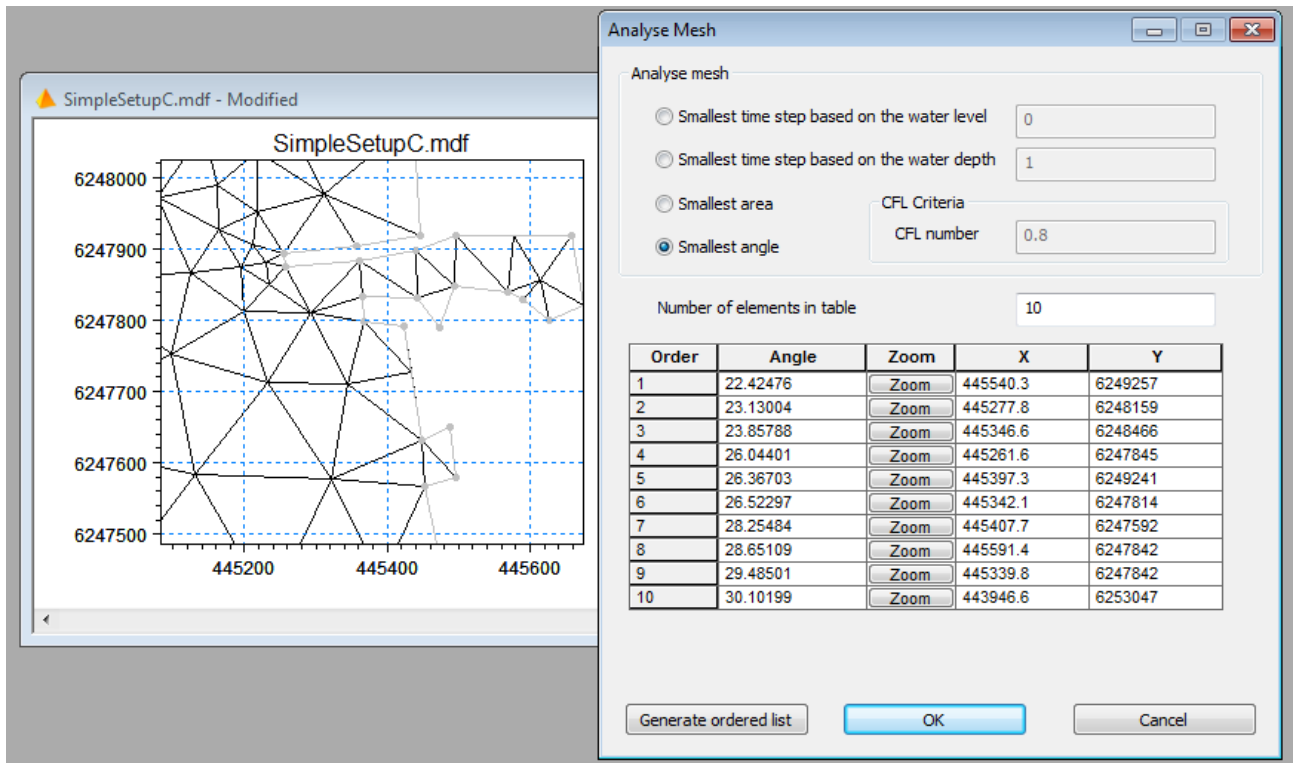 SimpleSetupC.mdf - Modified
SimpleSetupC.mdf
6248000
6247900
6247800
6247700
6247600
6247500
445200 445400 445600
Analyse Mesh
Analyse mesh
Smallest time step based on the water level 0
Smallest time step based on the water depth 1
Smallest area
CFL Criteria
Smallest angle
CFL number 0.8
Number of elements in table 10
Order Angle Zoom X Y
1 22.42476 Zoom 445540.3 6249257
2 23.13004 Zoom 445277.8 6248159
3 23.85788 Zoom 445346.6 6248466
4 26.04401 Zoom 445261.6 6247845
5 26.36703 Zoom 445397.3 6249241
6 26.52297 Zoom 445342.1 6247814
7 28.25484 Zoom 445407.7 6247592
8 28.65109 Zoom 445591.4 6247842
9 29.48501 Zoom 445339.8 6247842
10 30.10199 Zoom 443946.6 6253047
Generate ordered list OK Cancel